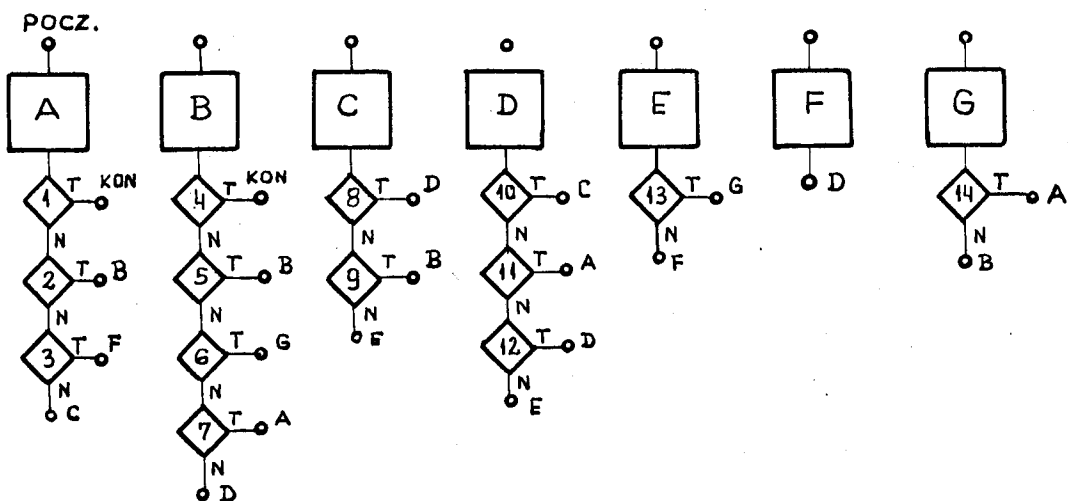 POCZ.
A B C D E F G
1 T KON 4 T KON 8 T D 10 T C 13 T G D 14 T A
N N N N N N
2 T B 5 T B 9 T B 11 T A F B
N N N N
3 T F 6 T G E 12 T D
N N N
C 7 T A E
N
D